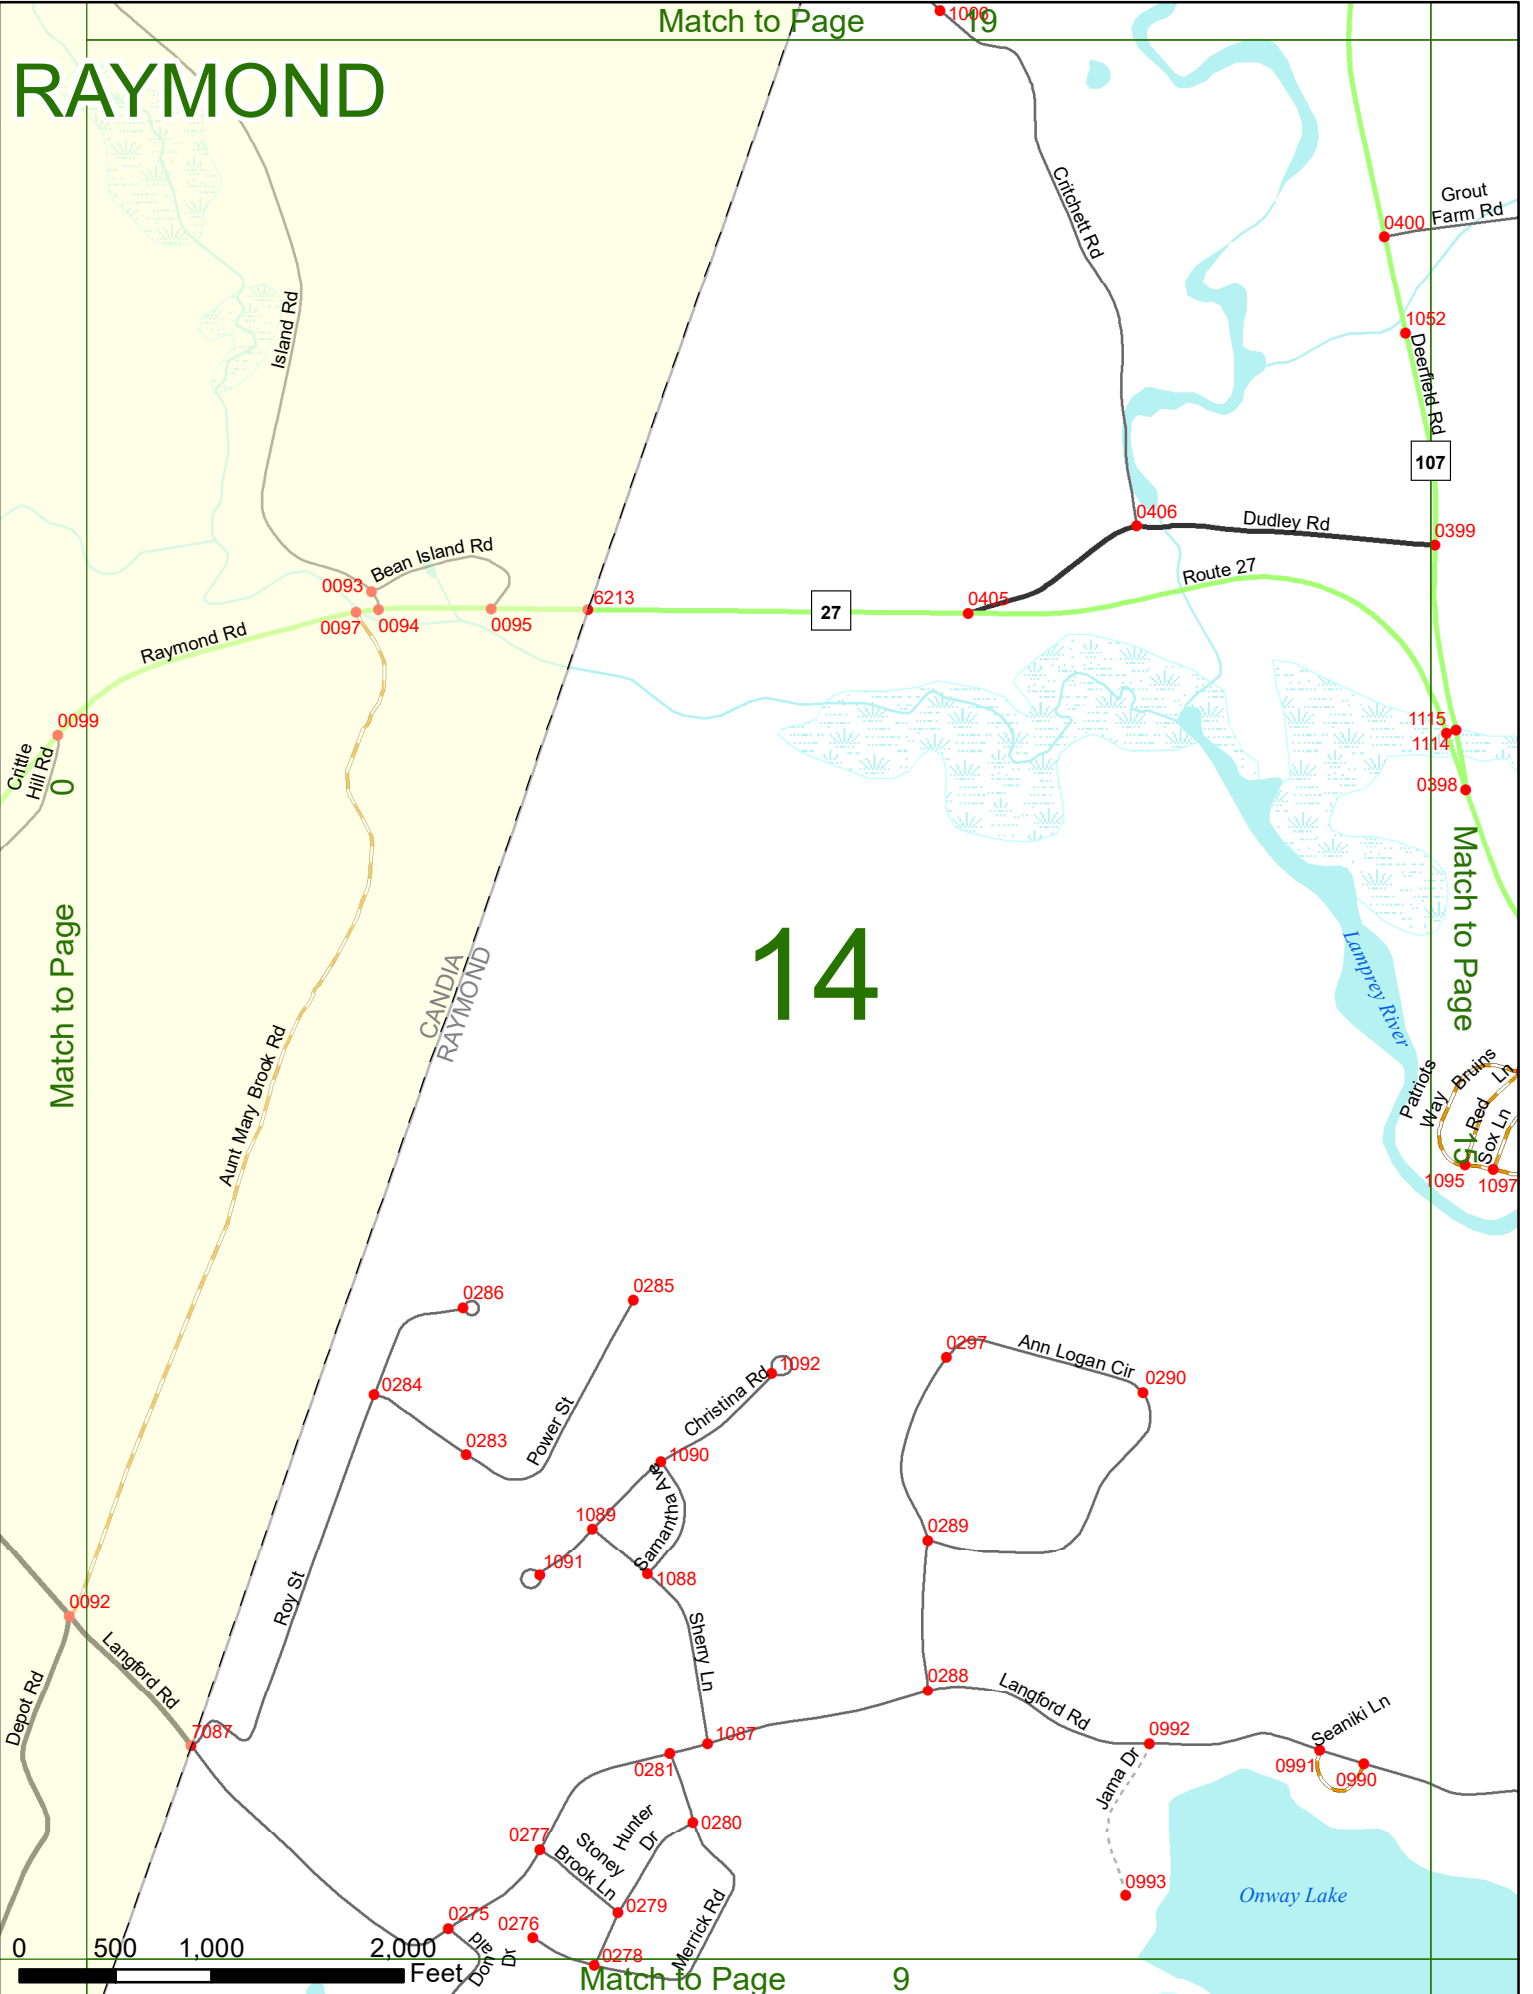 Match to Page 19
1006
RAYMOND
Critchett Rd
Grout
Farm Rd
0400
Island Rd
1052
Deerfield Rd
107
0406
Dudley Rd
0399
Bean Island Rd
0093
Route 27
6213
27
0405
0097
0094
0095
Raymond Rd
0099
1115
1114
Crittle
Hill Rd
0
0398
Match to Page
15
Match to Page
14
CANDIA
RAYMOND
Lamprey River
Aunt Mary Brook Rd
Patriots
Way
Bruins
Ln
Red
Sox Ln
1095
1097
0286
0285
0297
Ann Logan Cir
0290
1092
Christina Rd
0284
Power St
0283
1090
Samantha Ave
1089
0289
1091
1088
Roy St
0092
Sherry Ln
Langford Rd
0288
Langford Rd
Depot Rd
7087
1087
0992
Seaniki Ln
0281
0991
0990
Jama Dr
Hunter
Dr
0280
0277
Stoney
Brook Ln
0993
Onway Lake
0279
Merrick Rd
0275
0276
Donald
Dr
0278
0 500 1,000 2,000
Feet
Match to Page 9